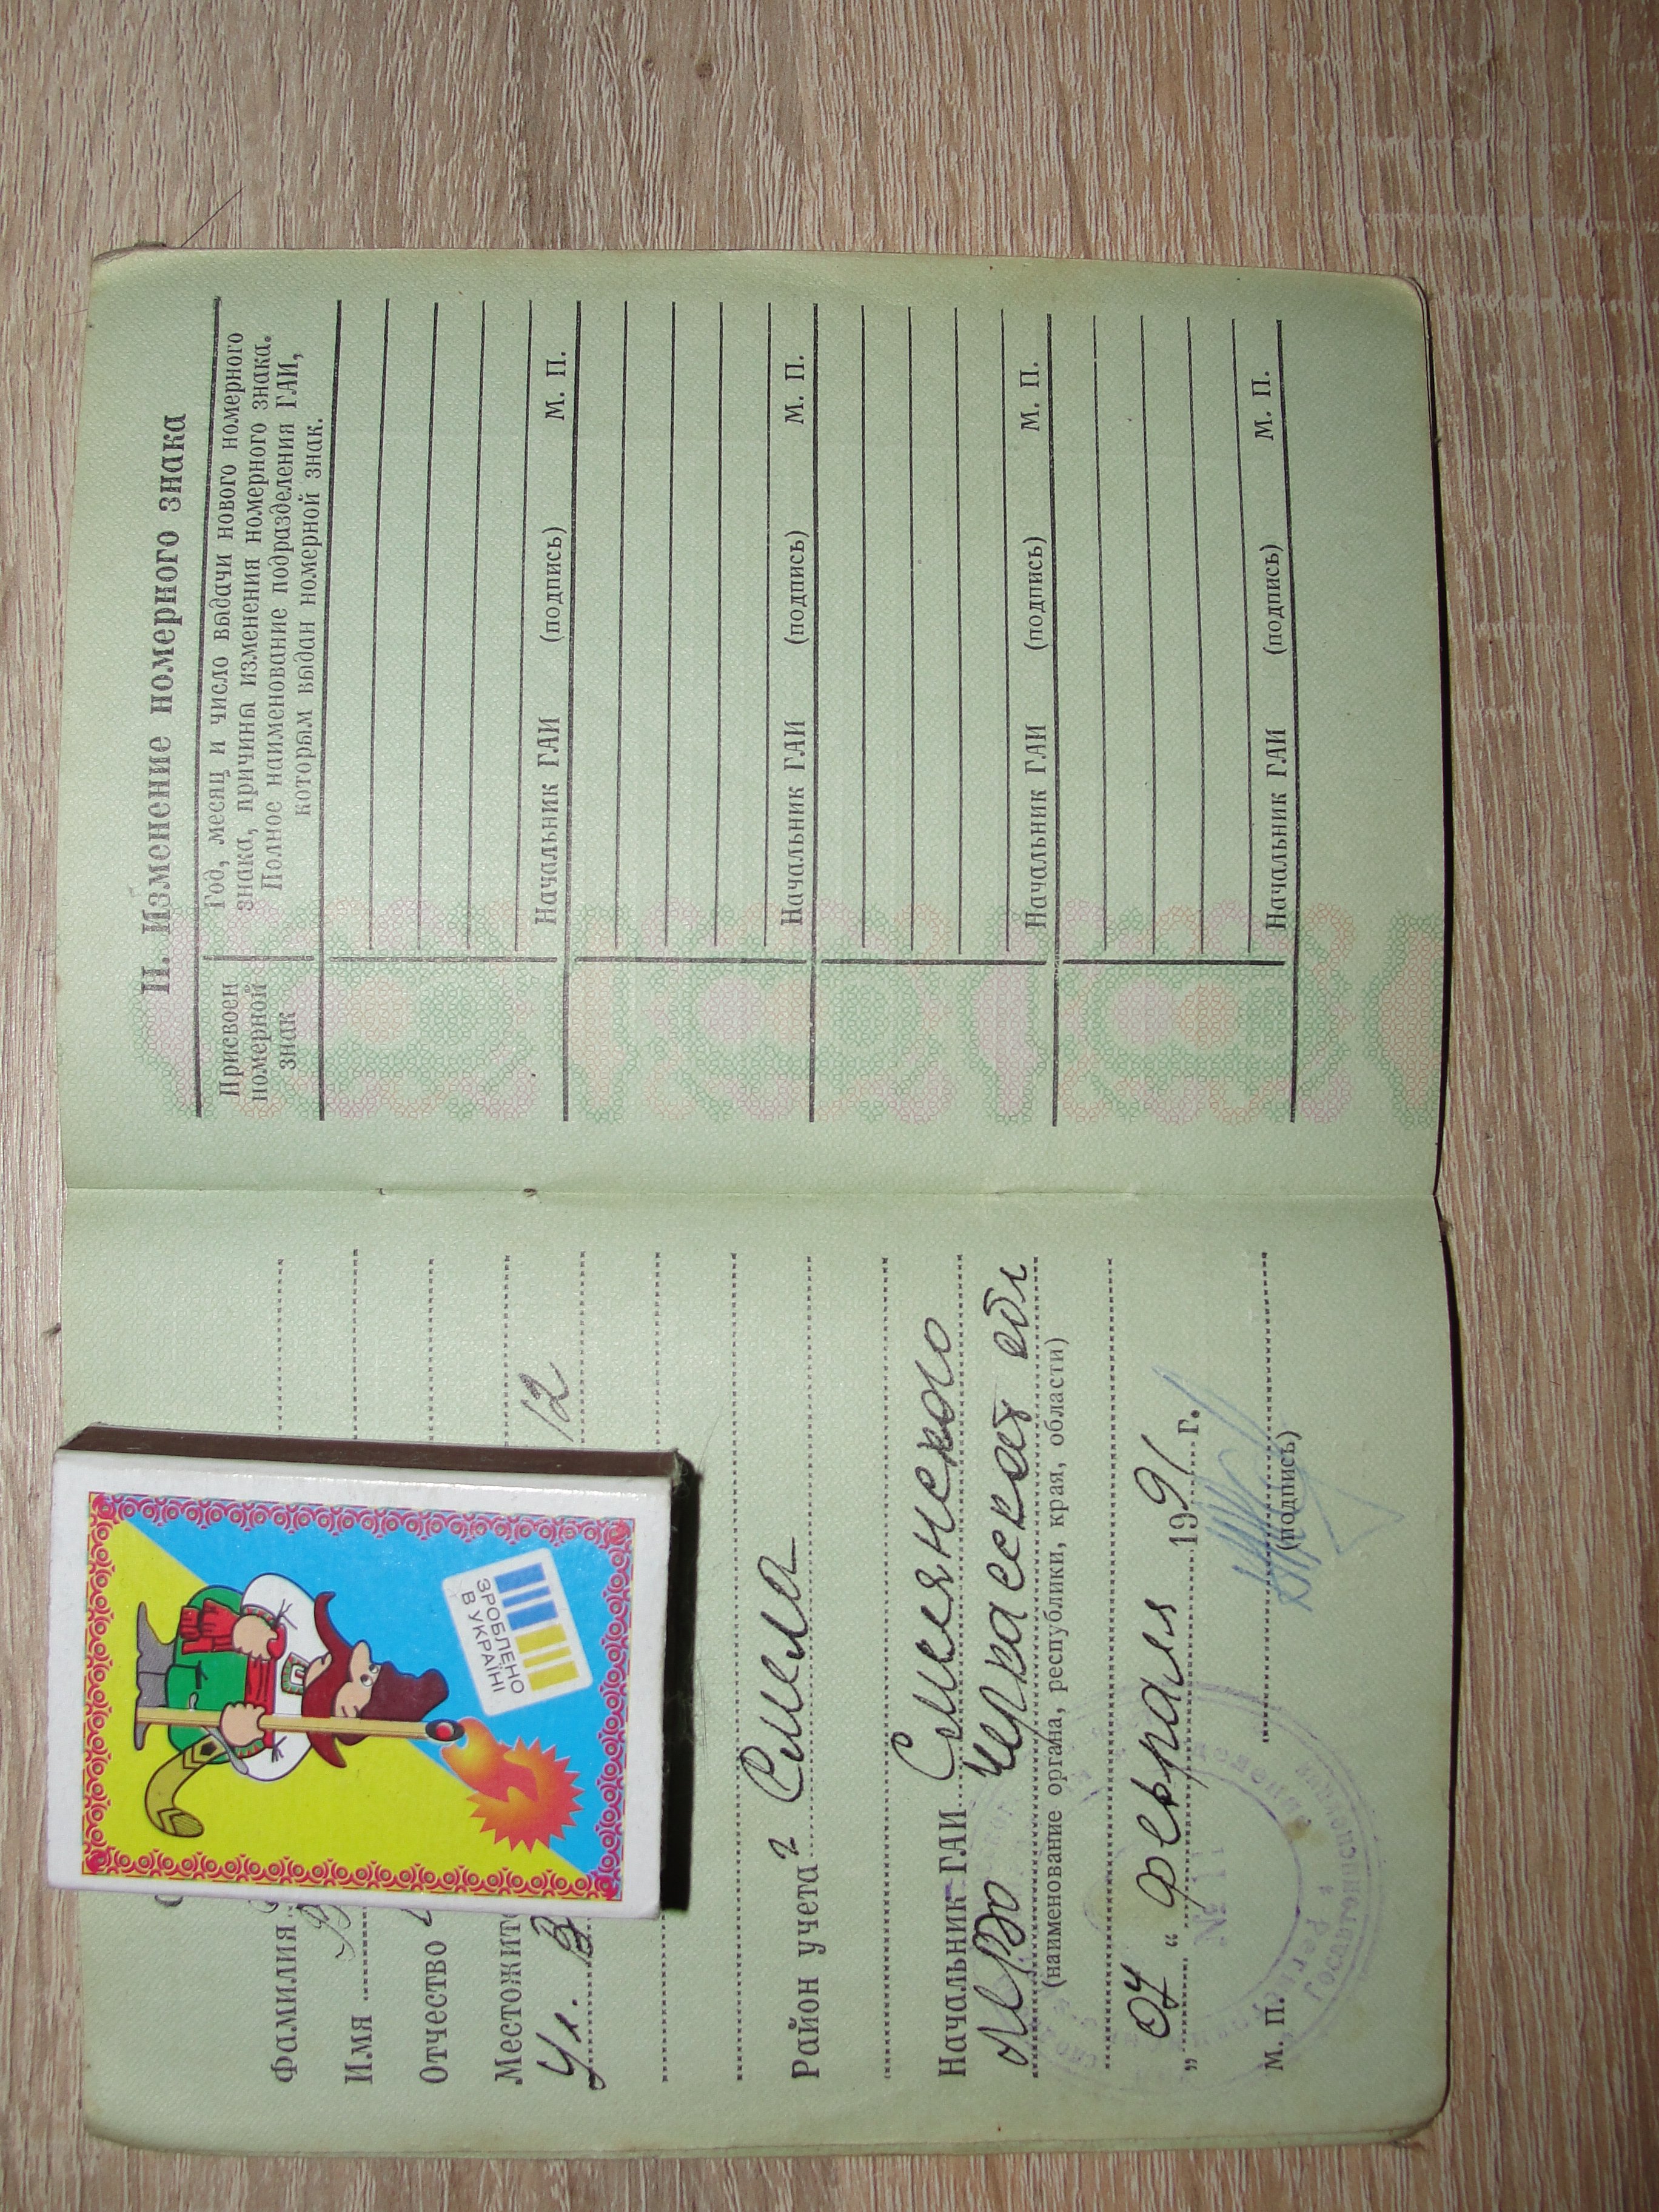 Фамилия
Имя
Отчество
Местожит
ул. В 12
Район учета г Смела
Начальник ГАИ Смелянского
МРЭО Черкасской обл
(наименование органа, республики, края, области)
„07“ февраля 1991 г.
М. П. (подпись)
ЗРОБЛЕНО
В УКРАЇНІ
II. Изменение номерного знака
Присвоен
номерной
знак
Год, месяц и число выдачи нового номерного
знака, причины изменения номерного знака.
Полное наименование подразделения ГАИ,
которым выдан номерной знак.
Начальник ГАИ (подпись) М. П.
Начальник ГАИ (подпись) М. П.
Начальник ГАИ (подпись) М. П.
Начальник ГАИ (подпись) М. П.